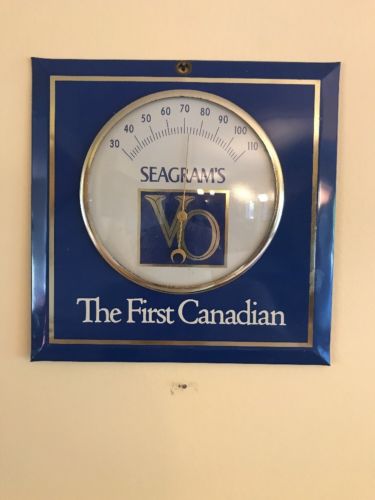 30 40 50 60 70 80 90 100 110
SEAGRAM'S
VO
The First Canadian